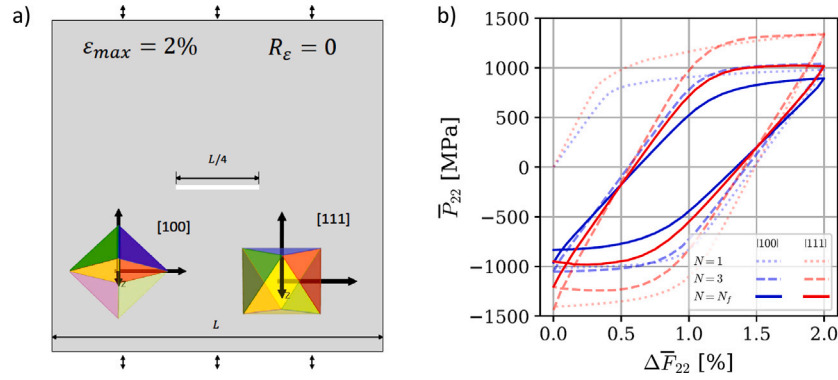 a)
ε_max = 2%
R_ε = 0
L/4
[100]
[111]
z
z
L
b)
1500
1000
500
0
−500
−1000
−1500
P̅₂₂ [MPa]
0.0
0.5
1.0
1.5
2.0
ΔF̅₂₂ [%]
|100| |111|
N = 1
N = 3
N = N_f